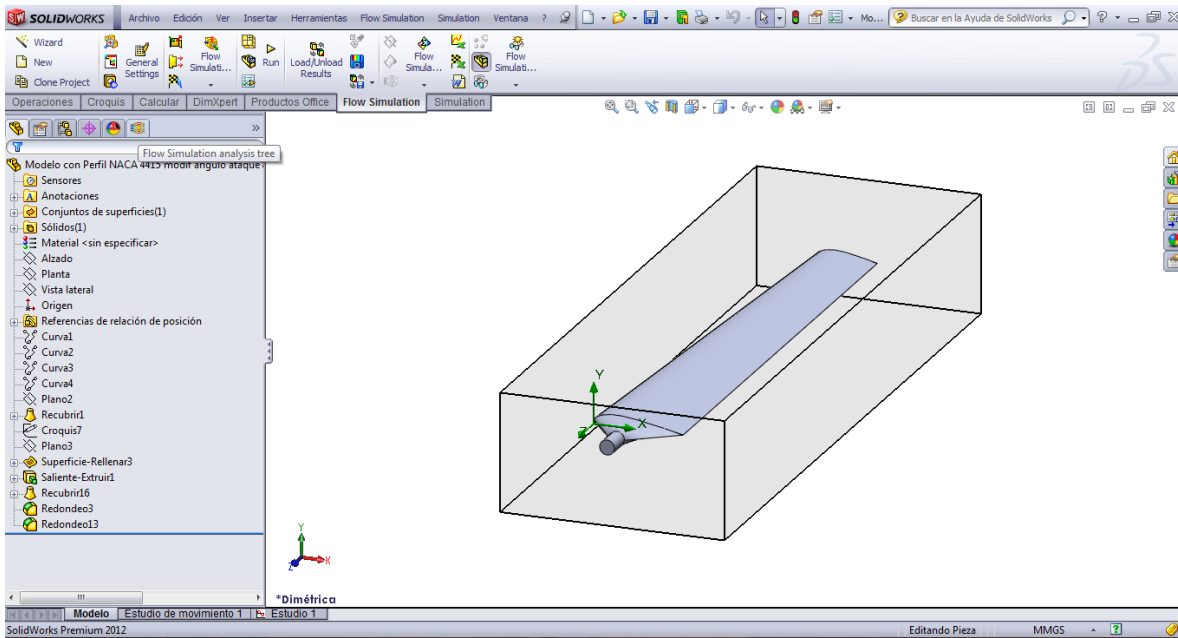 SW SOLIDWORKS Archivo Edición Ver Insertar Herramientas Flow Simulation Simulation Ventana ? Mo... Buscar en la Ayuda de SolidWorks ?
Wizard
New
Clone Project
General Settings
Flow Simulati...
Run
Load/Unload Results
Flow Simula...
Flow Simulati...
Operaciones Croquis Calcular DimXpert Productos Office Flow Simulation Simulation
»
Flow Simulation analysis tree
Modelo con Perfil NACA 4415 modif angulo ataque
Sensores
A Anotaciones
Conjuntos de superficies(1)
Sólidos(1)
Material <sin especificar>
Alzado
Planta
Vista lateral
Origen
Referencias de relación de posición
Curva1
Curva2
Curva3
Curva4
Plano2
Recubrir1
Croquis7
Plano3
Superficie-Rellenar3
Saliente-Extruir1
Recubrir16
Redondeo3
Redondeo13
Y
X
Z
Y
X
Z
*Dimétrica
Modelo Estudio de movimiento 1 Estudio 1
SolidWorks Premium 2012 Editando Pieza MMGS ?